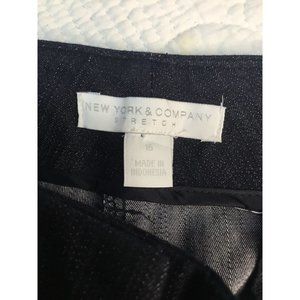 NEW YORK & COMPANY
STRETCH
16
MADE IN
INDONESIA